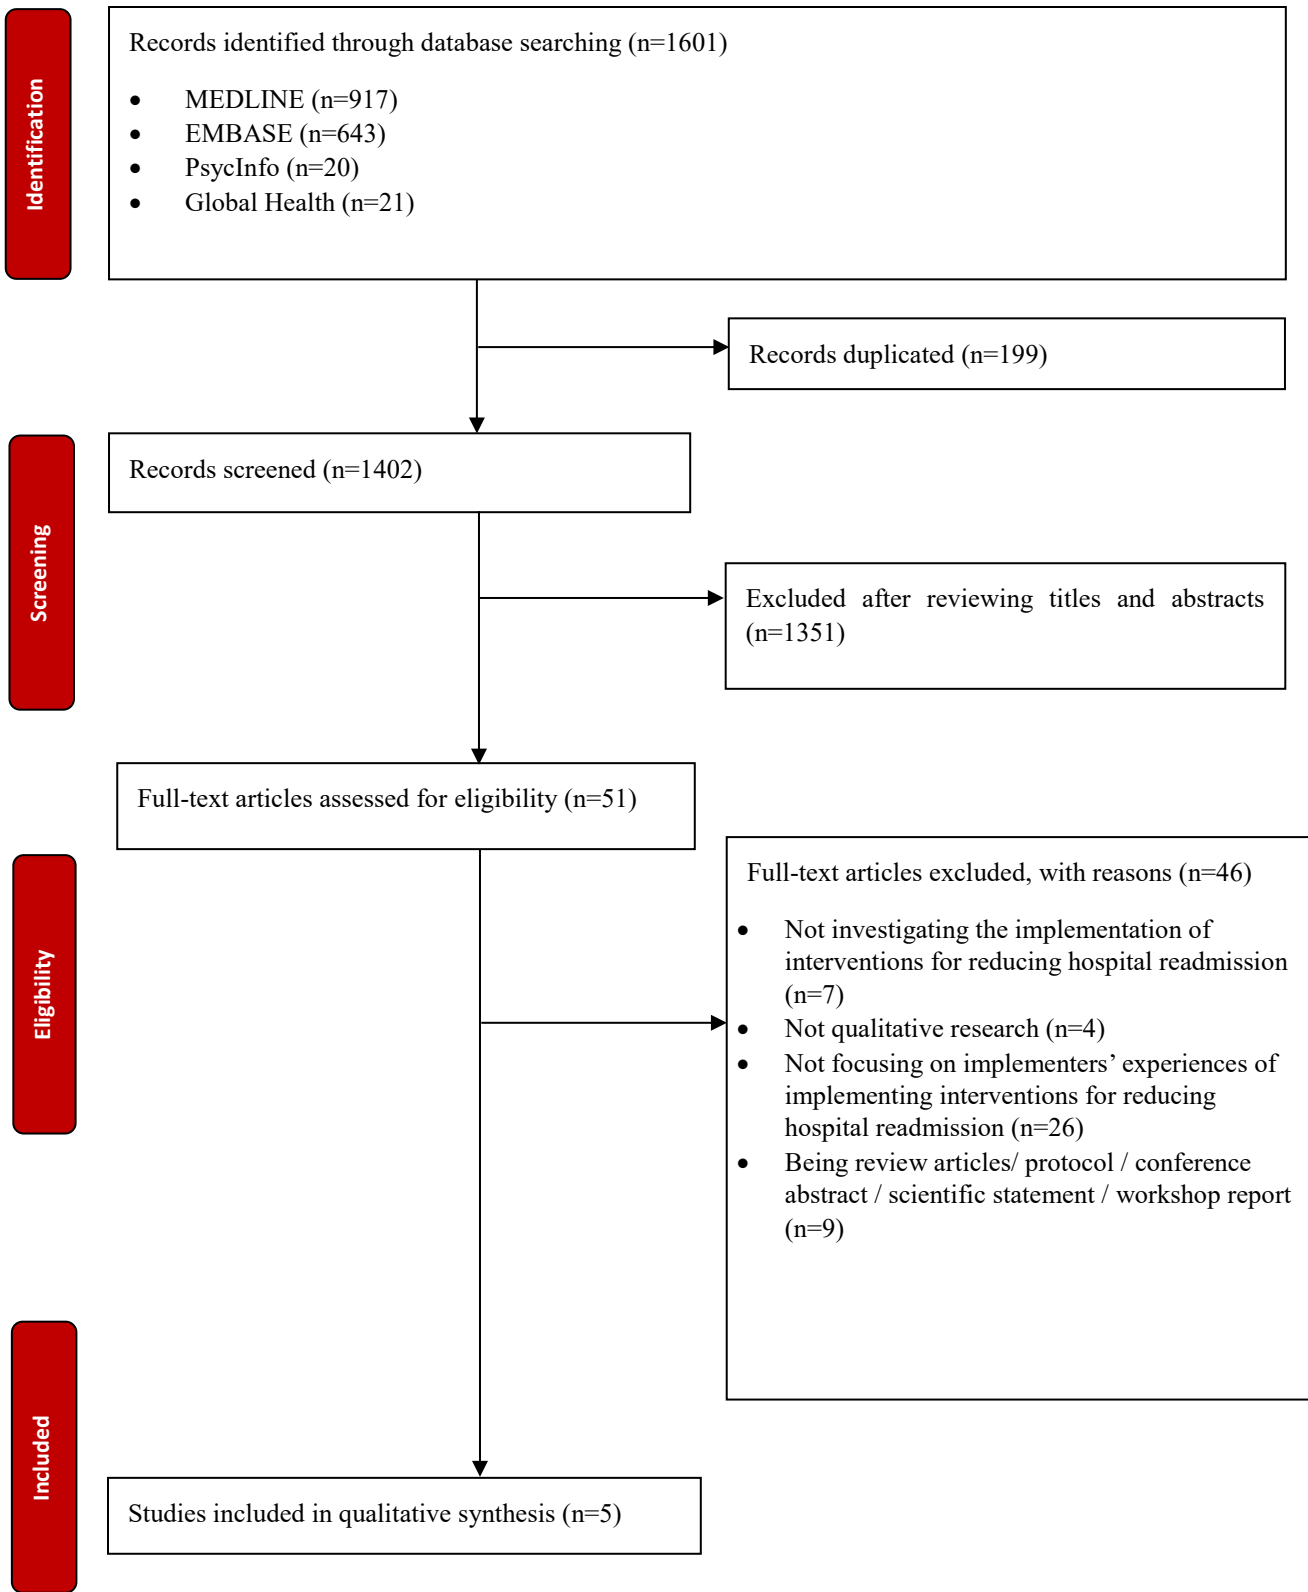 Identification
Records identified through database searching (n=1601)
• MEDLINE (n=917)
• EMBASE (n=643)
• PsycInfo (n=20)
• Global Health (n=21)
Records duplicated (n=199)
Screening
Records screened (n=1402)
Excluded after reviewing titles and abstracts
(n=1351)
Full-text articles assessed for eligibility (n=51)
Eligibility
Full-text articles excluded, with reasons (n=46)
• Not investigating the implementation of
interventions for reducing hospital readmission
(n=7)
• Not qualitative research (n=4)
• Not focusing on implementers’ experiences of
implementing interventions for reducing
hospital readmission (n=26)
• Being review articles/ protocol / conference
abstract / scientific statement / workshop report
(n=9)
Included
Studies included in qualitative synthesis (n=5)